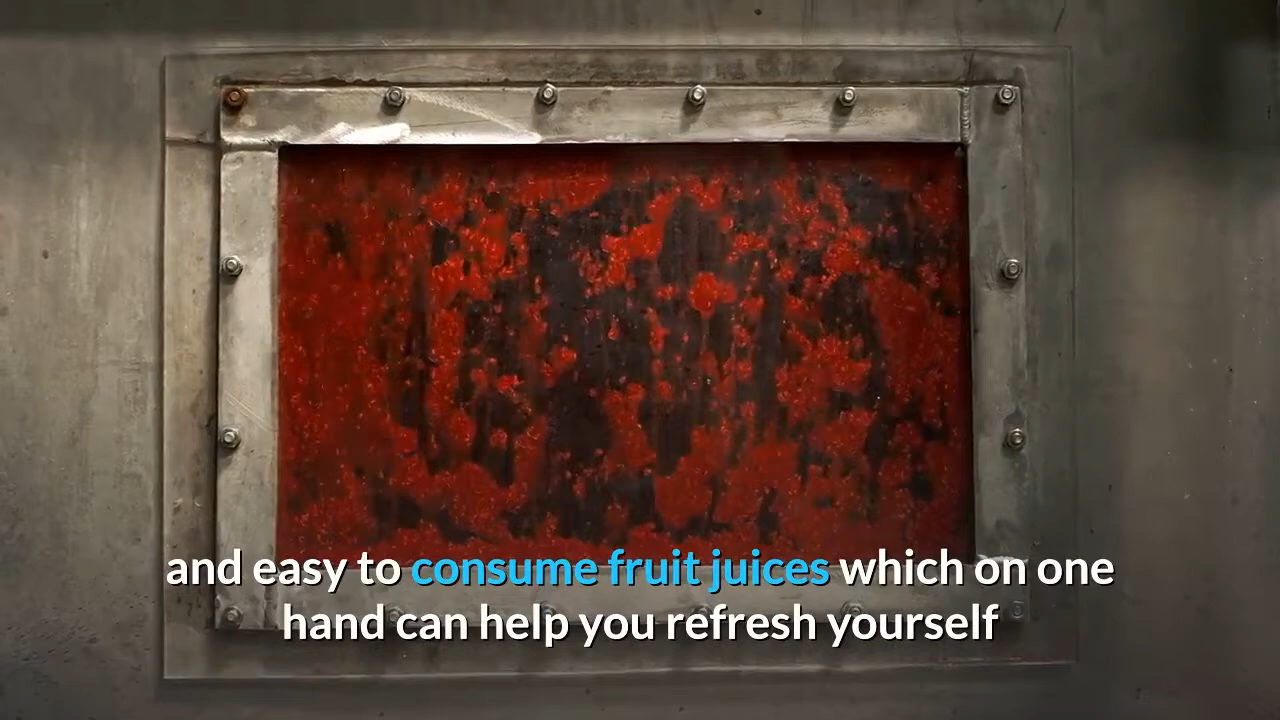 and easy to consume fruit juices which on one
hand can help you refresh yourself